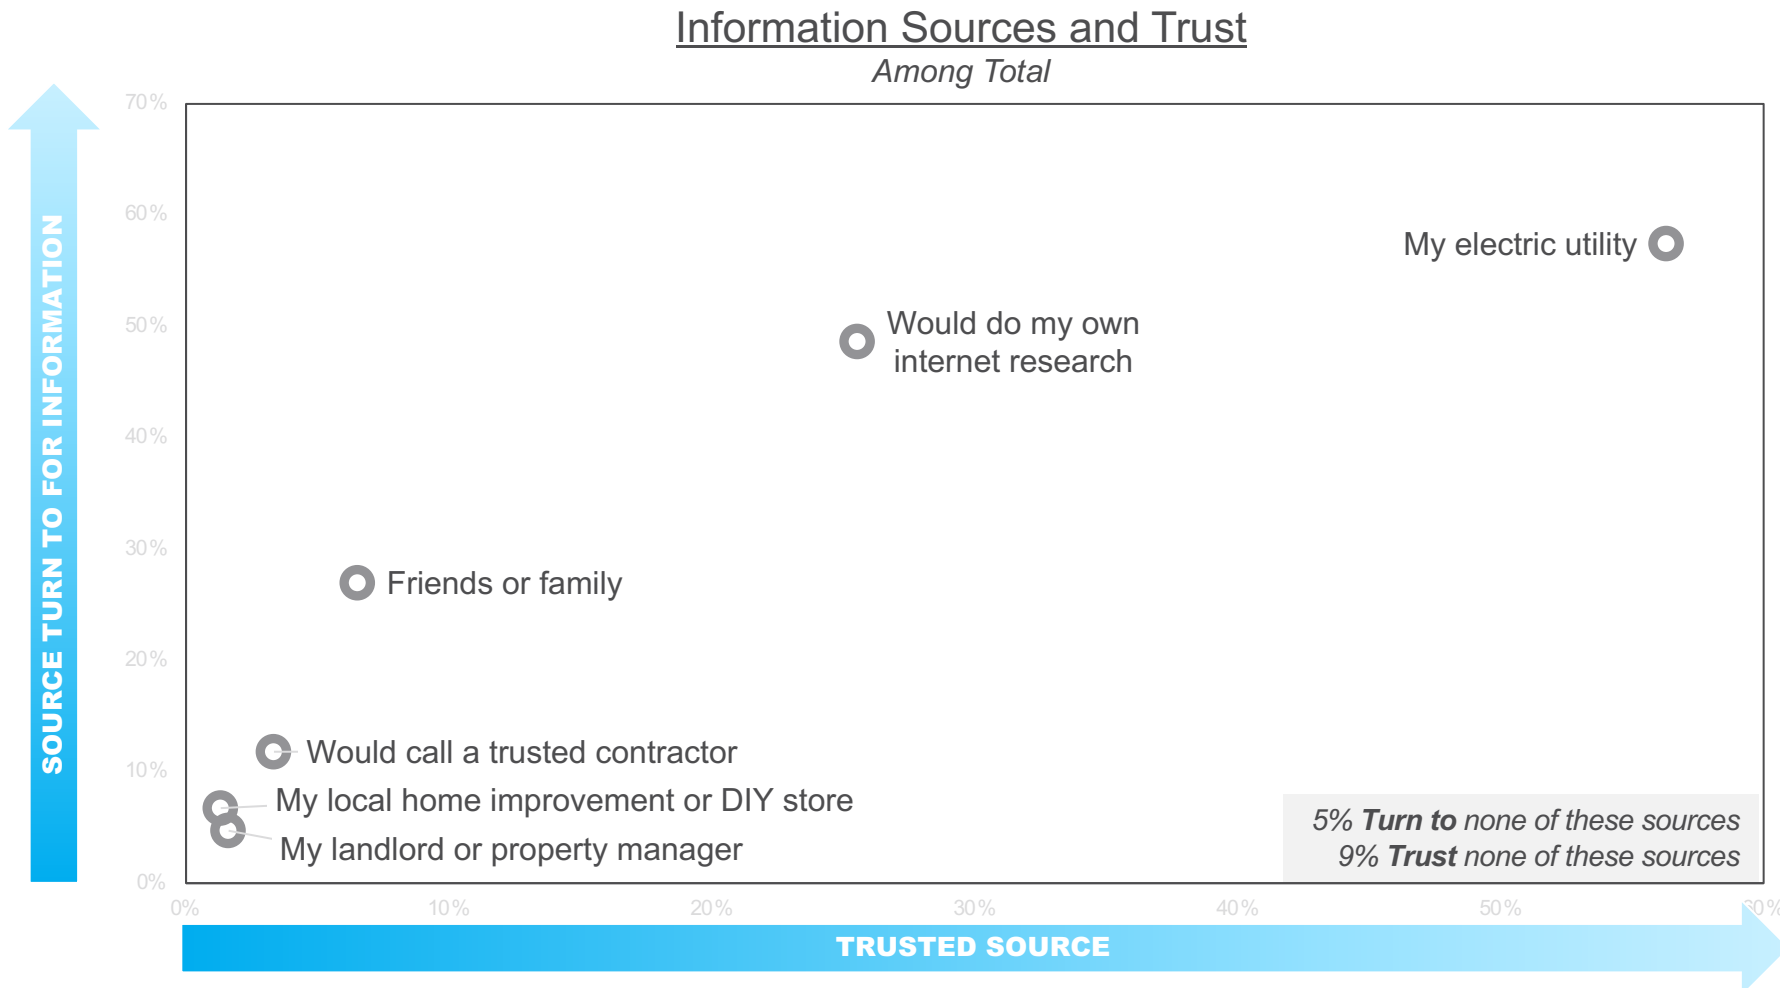 Information Sources and Trust
Among Total
SOURCE TURN TO FOR INFORMATION
70%
60%
50%
40%
30%
20%
10%
0%
My electric utility
Would do my own
internet research
Friends or family
Would call a trusted contractor
My local home improvement or DIY store
My landlord or property manager
5% Turn to none of these sources
9% Trust none of these sources
0%
10%
20%
30%
40%
50%
60%
TRUSTED SOURCE